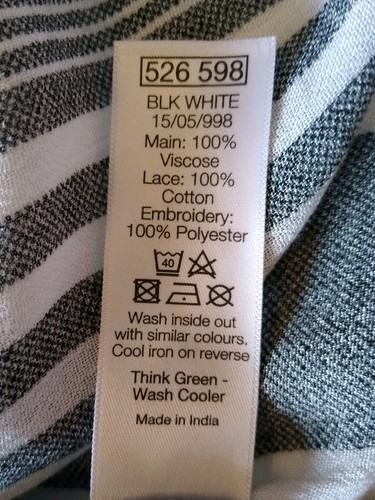 526 598
BLK WHITE
15/05/998
Main: 100%
Viscose
Lace: 100%
Cotton
Embroidery:
100% Polyester
40
Wash inside out
with similar colours.
Cool iron on reverse
Think Green -
Wash Cooler
Made in India